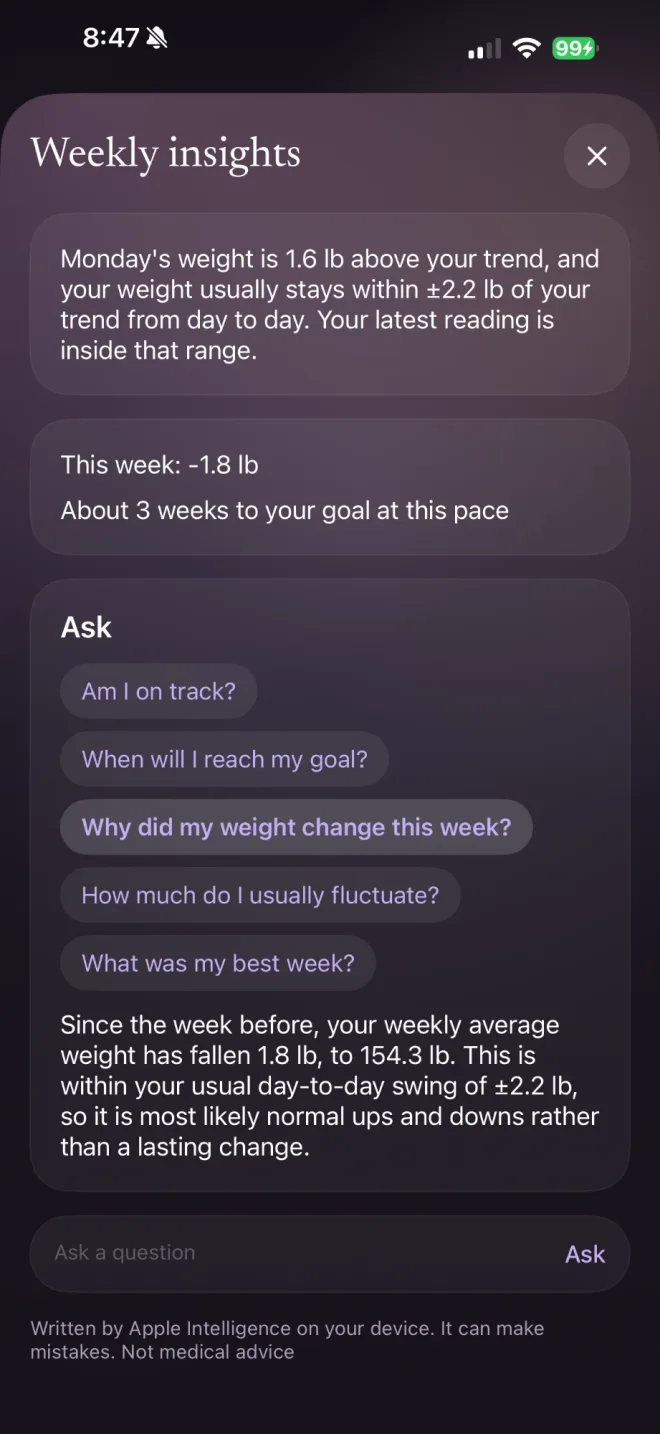 8:47
99
Weekly insights
Monday's weight is 1.6 lb above your trend, and
your weight usually stays within ±2.2 lb of your
trend from day to day. Your latest reading is
inside that range.
This week: -1.8 lb
About 3 weeks to your goal at this pace
Ask
Am I on track?
When will I reach my goal?
Why did my weight change this week?
How much do I usually fluctuate?
What was my best week?
Since the week before, your weekly average
weight has fallen 1.8 lb, to 154.3 lb. This is
within your usual day-to-day swing of ±2.2 lb,
so it is most likely normal ups and downs rather
than a lasting change.
Ask a question
Ask
Written by Apple Intelligence on your device. It can make
mistakes. Not medical advice